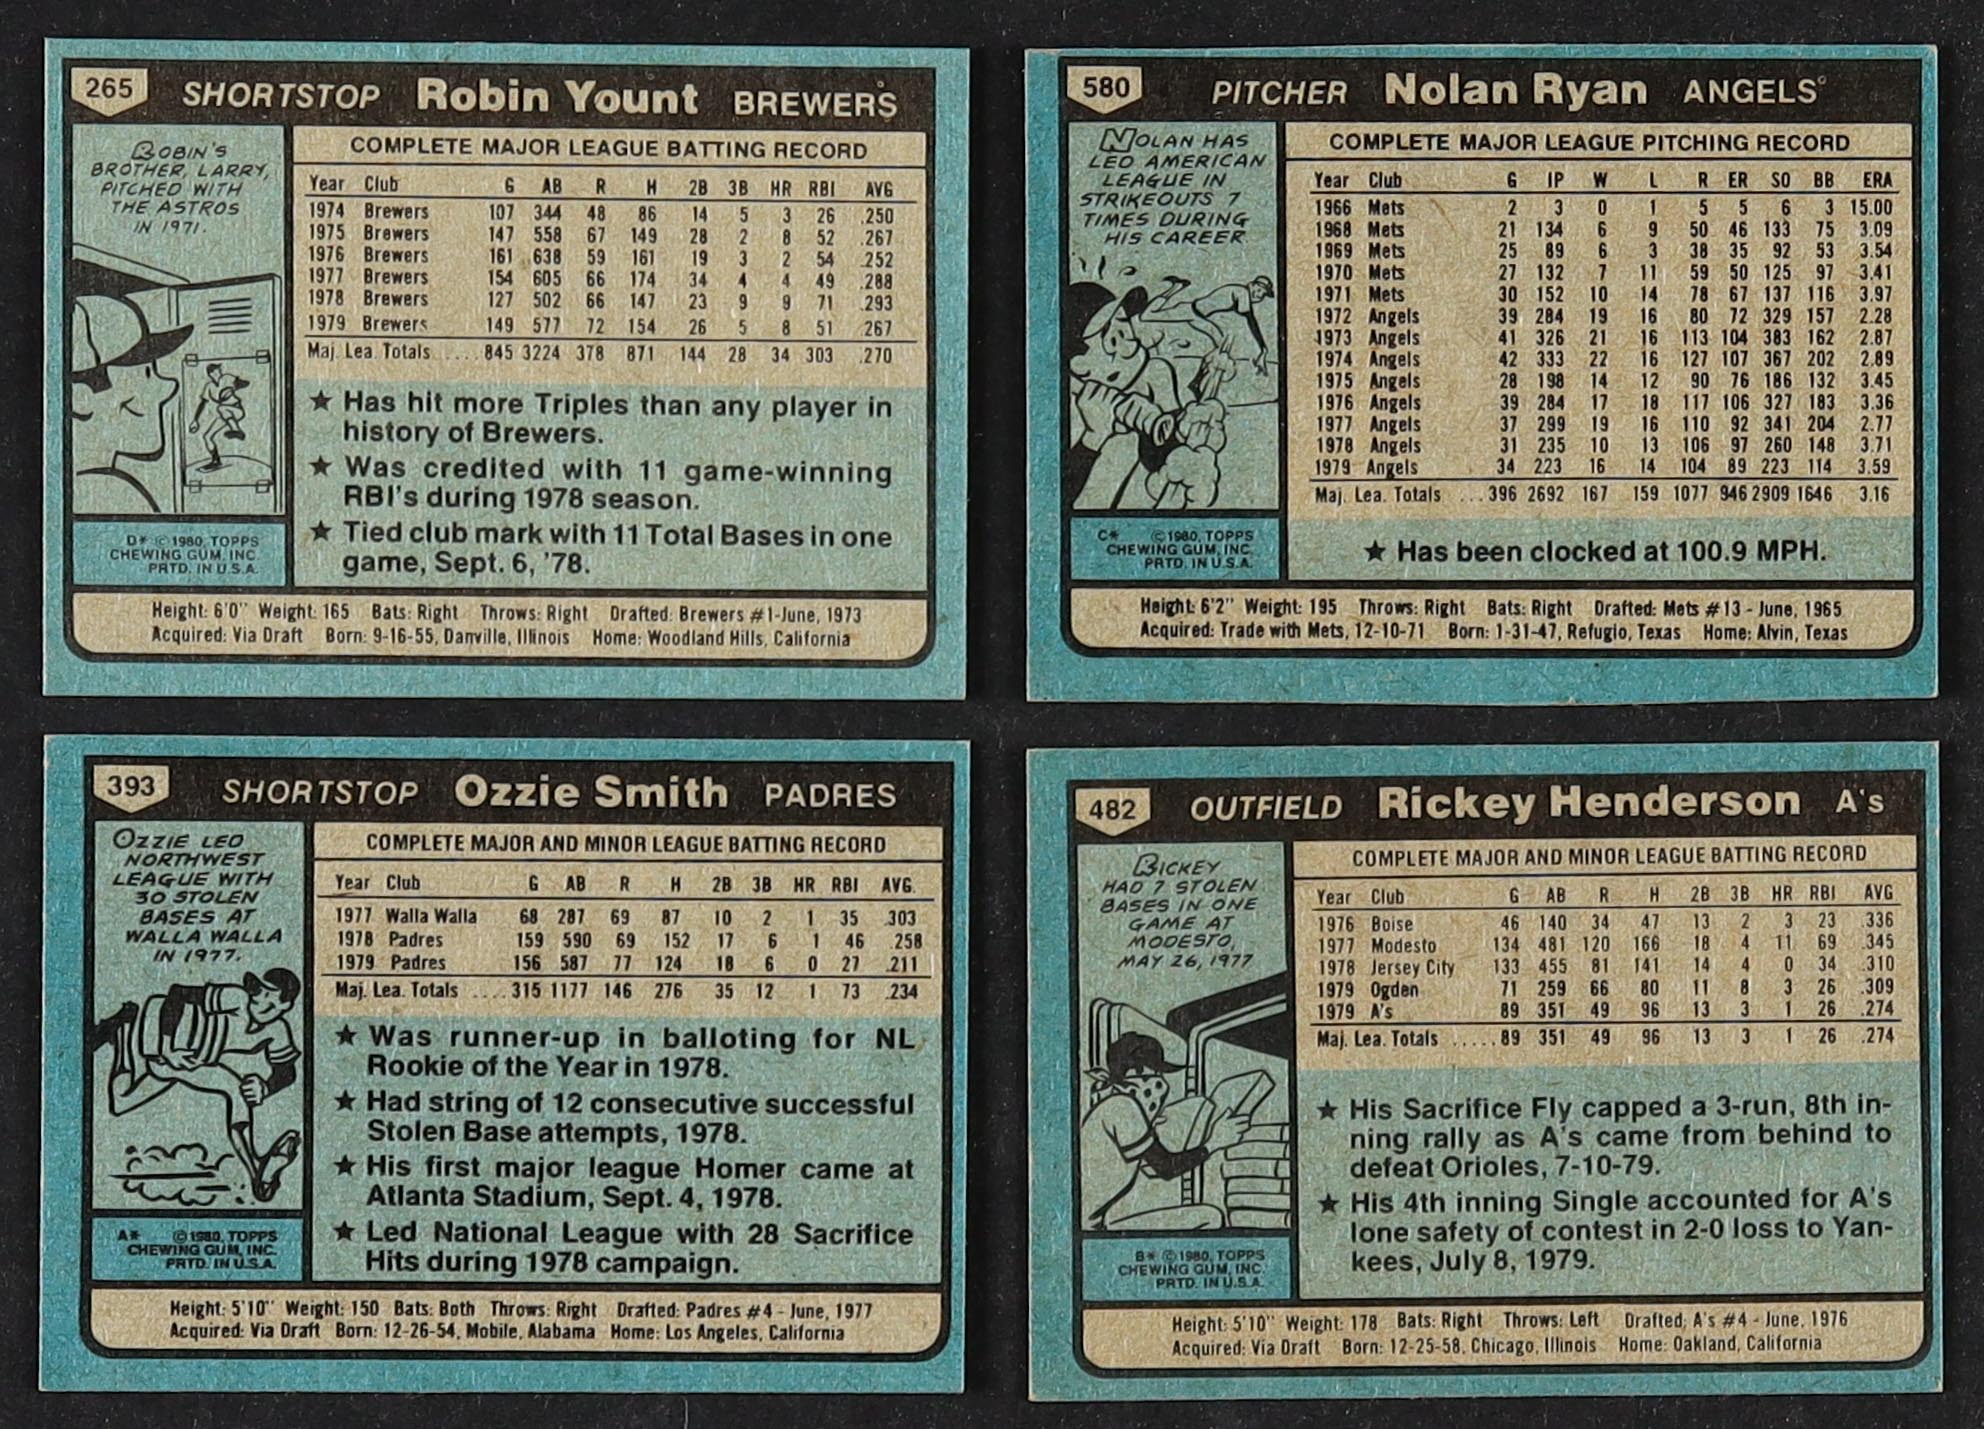 265 SHORTSTOP Robin Yount BREWERS
ROBIN'S
BROTHER, LARRY,
PITCHED WITH
THE ASTROS
IN 1971.
D* © 1980, TOPPS
CHEWING GUM, INC.
PRTD. IN U.S.A.
COMPLETE MAJOR LEAGUE BATTING RECORD
Year Club G AB R H 2B 3B HR RBI AVG
1974 Brewers 107 344 48 86 14 5 3 26 .250
1975 Brewers 147 558 67 149 28 2 8 52 .267
1976 Brewers 161 638 59 161 19 3 2 54 .252
1977 Brewers 154 605 66 174 34 4 4 49 .288
1978 Brewers 127 502 66 147 23 9 9 71 .293
1979 Brewers 149 577 72 154 26 5 8 51 .267
Maj. Lea. Totals .... 845 3224 378 871 144 28 34 303 .270
★ Has hit more Triples than any player in
history of Brewers.
★ Was credited with 11 game-winning
RBI's during 1978 season.
★ Tied club mark with 11 Total Bases in one
game, Sept. 6, '78.
Height: 6'0" Weight: 165 Bats: Right Throws: Right Drafted: Brewers #1-June, 1973
Acquired: Via Draft Born: 9-16-55, Danville, Illinois Home: Woodland Hills, California
580 PITCHER Nolan Ryan ANGELS
NOLAN HAS
LED AMERICAN
LEAGUE IN
STRIKEOUTS 7
TIMES DURING
HIS CAREER.
C* © 1980, TOPPS
CHEWING GUM, INC.
PRTD. IN U.S.A.
COMPLETE MAJOR LEAGUE PITCHING RECORD
Year Club G IP W L R ER SO BB ERA
1966 Mets 2 3 0 1 5 5 6 3 15.00
1968 Mets 21 134 6 9 50 46 133 75 3.09
1969 Mets 25 89 6 3 38 35 92 53 3.54
1970 Mets 27 132 7 11 59 50 125 97 3.41
1971 Mets 30 152 10 14 78 67 137 116 3.97
1972 Angels 39 284 19 16 80 72 329 157 2.28
1973 Angels 41 326 21 16 113 104 383 162 2.87
1974 Angels 42 333 22 16 127 107 367 202 2.89
1975 Angels 28 198 14 12 90 76 186 132 3.45
1976 Angels 39 284 17 18 117 106 327 183 3.36
1977 Angels 37 299 19 16 110 92 341 204 2.77
1978 Angels 31 235 10 13 106 97 260 148 3.71
1979 Angels 34 223 16 14 104 89 223 114 3.59
Maj. Lea. Totals ... 396 2692 167 159 1077 946 2909 1646 3.16
★ Has been clocked at 100.9 MPH.
Height: 6'2" Weight: 195 Throws: Right Bats: Right Drafted: Mets #13 - June, 1965
Acquired: Trade with Mets, 12-10-71 Born: 1-31-47, Refugio, Texas Home: Alvin, Texas
393 SHORTSTOP Ozzie Smith PADRES
OZZIE LED
NORTHWEST
LEAGUE WITH
30 STOLEN
BASES AT
WALLA WALLA
IN 1977.
A* © 1980, TOPPS
CHEWING GUM, INC.
PRTD. IN U.S.A.
COMPLETE MAJOR AND MINOR LEAGUE BATTING RECORD
Year Club G AB R H 2B 3B HR RBI AVG.
1977 Walla Walla 68 287 69 87 10 2 1 35 .303
1978 Padres 159 590 69 152 17 6 1 46 .258
1979 Padres 156 587 77 124 18 6 0 27 .211
Maj. Lea. Totals .... 315 1177 146 276 35 12 1 73 .234
★ Was runner-up in balloting for NL
Rookie of the Year in 1978.
★ Had string of 12 consecutive successful
Stolen Base attempts, 1978.
★ His first major league Homer came at
Atlanta Stadium, Sept. 4, 1978.
★ Led National League with 28 Sacrifice
Hits during 1978 campaign.
Height: 5'10" Weight: 150 Bats: Both Throws: Right Drafted: Padres #4 - June, 1977
Acquired: Via Draft Born: 12-26-54, Mobile, Alabama Home: Los Angeles, California
482 OUTFIELD Rickey Henderson A's
RICKEY
HAD 7 STOLEN
BASES IN ONE
GAME AT
MODESTO,
MAY 26, 1977
B* © 1980, TOPPS
CHEWING GUM, INC.
PRTD. IN U.S.A.
COMPLETE MAJOR AND MINOR LEAGUE BATTING RECORD
Year Club G AB R H 2B 3B HR RBI AVG
1976 Boise 46 140 34 47 13 2 3 23 .336
1977 Modesto 134 481 120 166 18 4 11 69 .345
1978 Jersey City 133 455 81 141 14 4 0 34 .310
1979 Ogden 71 259 66 80 11 8 3 26 .309
1979 A's 89 351 49 96 13 3 1 26 .274
Maj. Lea. Totals ..... 89 351 49 96 13 3 1 26 .274
★ His Sacrifice Fly capped a 3-run, 8th in-
ning rally as A's came from behind to
defeat Orioles, 7-10-79.
★ His 4th inning Single accounted for A's
lone safety of contest in 2-0 loss to Yan-
kees, July 8, 1979.
Height: 5'10" Weight: 178 Bats: Right Throws: Left Drafted: A's #4 - June, 1976
Acquired: Via Draft Born: 12-25-58, Chicago, Illinois Home: Oakland, California